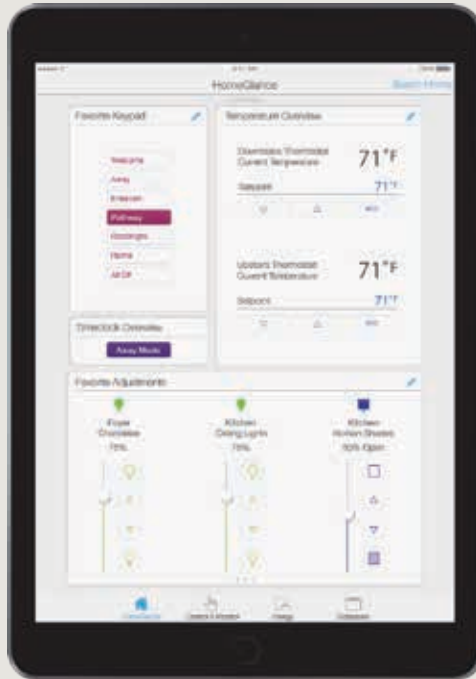 HomeGlance
Favorite Keypad
Temperature Overview
Welcome
Away
Entertain
Pathway
Goodnight
Home
All Off
Downstairs Thermostat
Current Temperature
71°F
Setpoint
71°F
Upstairs Thermostat
Current Temperature
71°F
Setpoint
71°F
Timeclock Overview
Away Mode
Favorite Adjustments
Foyer
Chandelier
75%
Kitchen
Dining Lights
75%
Kitchen
Roman Shades
50% Open
Energy